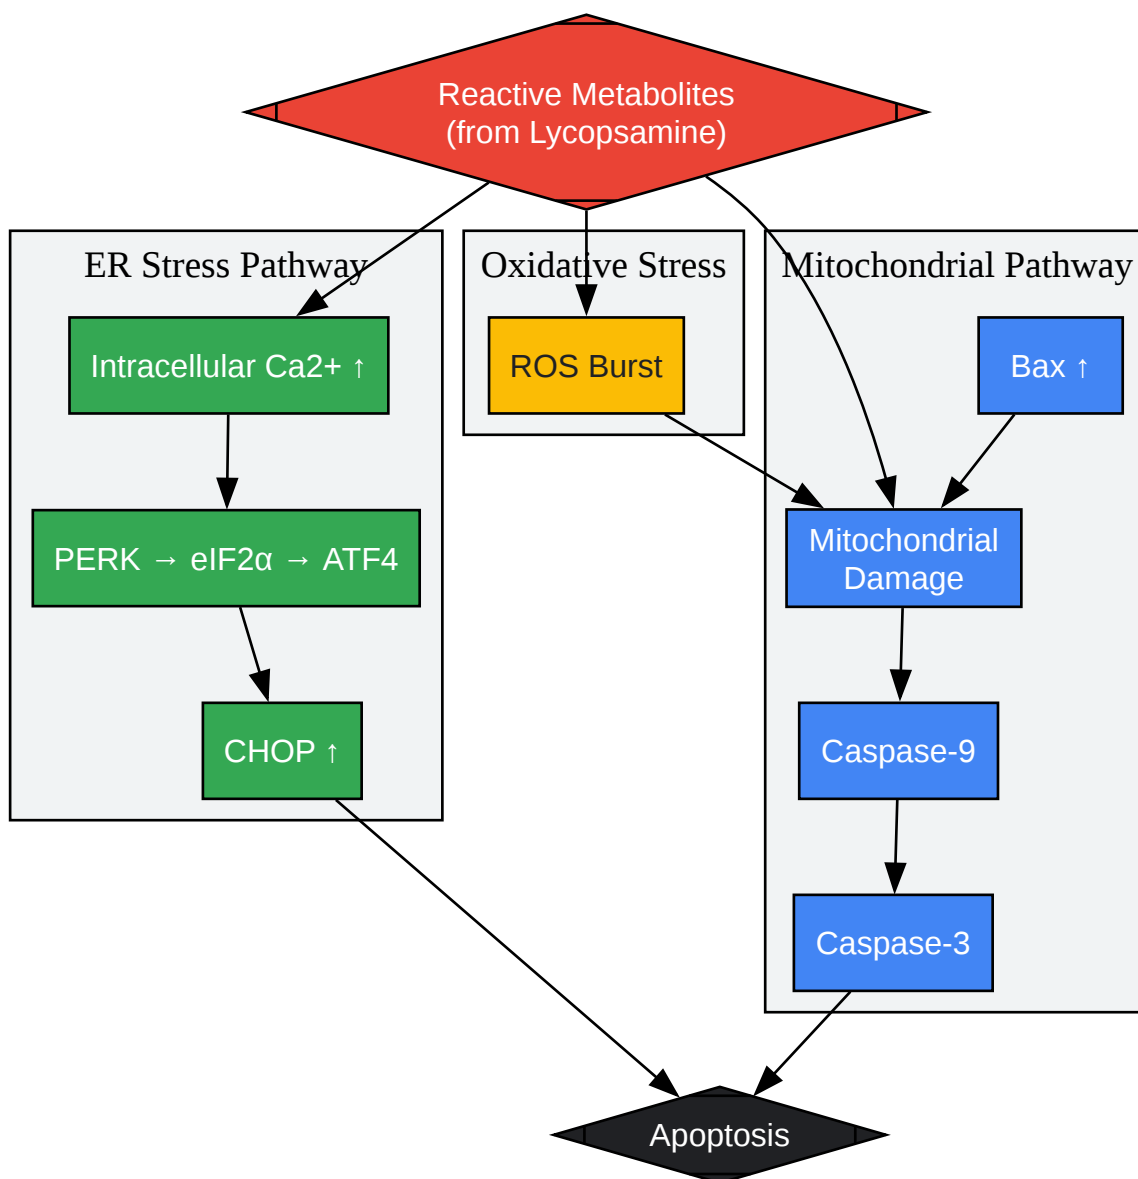 Reactive Metabolites
(from Lycopsamine)
ER Stress Pathway
Oxidative Stress
Mitochondrial Pathway
Intracellular Ca2+ ↑
ROS Burst
Bax ↑
PERK → eIF2α → ATF4
Mitochondrial
Damage
CHOP ↑
Caspase-9
Caspase-3
Apoptosis